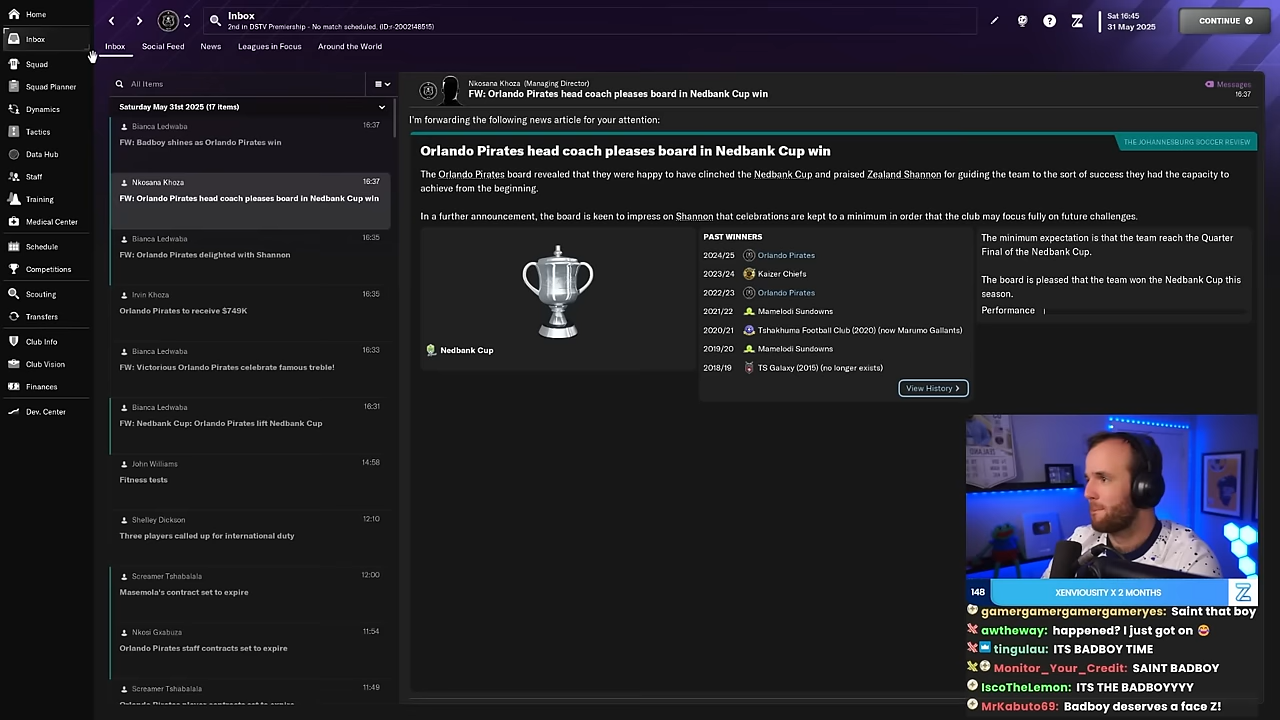 Home
Inbox
Squad
Squad Planner
Dynamics
Tactics
Data Hub
Staff
Training
Medical Center
Schedule
Competitions
Scouting
Transfers
Club Info
Club Vision
Finances
Dev. Center
Inbox
2nd in DSTV Premiership - No match scheduled. (ID:r-2002148515)
Sat 16:45
31 May 2025
CONTINUE
Inbox
Social Feed
News
Leagues in Focus
Around the World
All Items
Saturday May 31st 2025 (17 items)
Bianca Ledwaba 16:37
FW: Badboy shines as Orlando Pirates win
Nkosana Khoza 16:37
FW: Orlando Pirates head coach pleases board in Nedbank Cup win
Bianca Ledwaba 16:35
FW: Orlando Pirates delighted with Shannon
Irvin Khoza 16:35
Orlando Pirates to receive $749K
Bianca Ledwaba 16:33
FW: Victorious Orlando Pirates celebrate famous treble!
Bianca Ledwaba 16:31
FW: Nedbank Cup: Orlando Pirates lift Nedbank Cup
John Williams 14:58
Fitness tests
Shelley Dickson 12:10
Three players called up for international duty
Screamer Tshabalala 12:00
Masemola's contract set to expire
Nkosi Gxabuza 11:54
Orlando Pirates staff contracts set to expire
Screamer Tshabalala 11:49
Orlando Pirates player contracts set to expire
Nkosana Khoza (Managing Director)
FW: Orlando Pirates head coach pleases board in Nedbank Cup win
Messages
16:37
I'm forwarding the following news article for your attention:
THE JOHANNESBURG SOCCER REVIEW
Orlando Pirates head coach pleases board in Nedbank Cup win
The Orlando Pirates board revealed that they were happy to have clinched the Nedbank Cup and praised Zealand Shannon for guiding the team to the sort of success they had the capacity to
achieve from the beginning.
In a further announcement, the board is keen to impress on Shannon that celebrations are kept to a minimum in order that the club may focus fully on future challenges.
Nedbank Cup
PAST WINNERS
2024/25 Orlando Pirates
2023/24 Kaizer Chiefs
2022/23 Orlando Pirates
2021/22 Mamelodi Sundowns
2020/21 Tshakhuma Football Club (2020) (now Marumo Gallants)
2019/20 Mamelodi Sundowns
2018/19 TS Galaxy (2015) (no longer exists)
View History
The minimum expectation is that the team reach the Quarter
Final of the Nedbank Cup.
The board is pleased that the team won the Nedbank Cup this
season.
Performance
148 XENVIOUSITY X 2 MONTHS Z
gamergamergamergameryes: Saint that boy
awtheway: happened? I just got on
tingulau: ITS BADBOY TIME
Monitor_Your_Credit: SAINT BADBOY
IscoTheLemon: ITS THE BADBOYYYY
MrKabuto69: Badboy deserves a face Z!